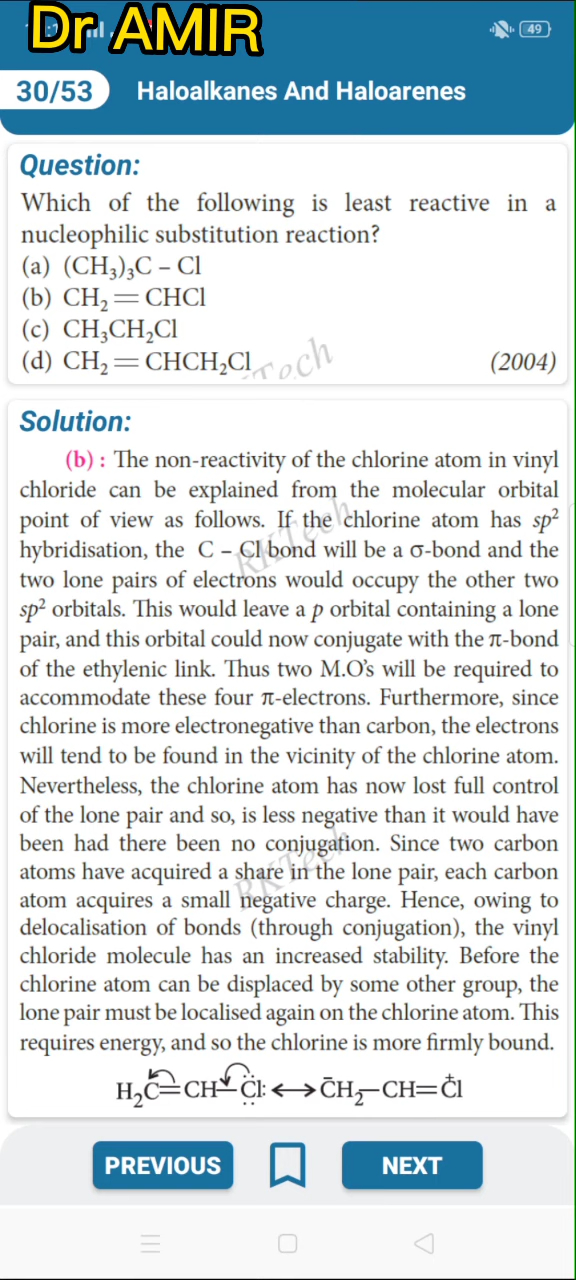 Dr AMIR
49
30/53 Haloalkanes And Haloarenes
Question:
Which of the following is least reactive in a
nucleophilic substitution reaction?
(a) (CH₃)₃C – Cl
(b) CH₂═CHCl
(c) CH₃CH₂Cl
(d) CH₂═CHCH₂Cl (2004)
Solution:
(b) : The non-reactivity of the chlorine atom in vinyl
chloride can be explained from the molecular orbital
point of view as follows. If the chlorine atom has sp²
hybridisation, the C – Cl bond will be a σ-bond and the
two lone pairs of electrons would occupy the other two
sp² orbitals. This would leave a p orbital containing a lone
pair, and this orbital could now conjugate with the π-bond
of the ethylenic link. Thus two M.O's will be required to
accommodate these four π-electrons. Furthermore, since
chlorine is more electronegative than carbon, the electrons
will tend to be found in the vicinity of the chlorine atom.
Nevertheless, the chlorine atom has now lost full control
of the lone pair and so, is less negative than it would have
been had there been no conjugation. Since two carbon
atoms have acquired a share in the lone pair, each carbon
atom acquires a small negative charge. Hence, owing to
delocalisation of bonds (through conjugation), the vinyl
chloride molecule has an increased stability. Before the
chlorine atom can be displaced by some other group, the
lone pair must be localised again on the chlorine atom. This
requires energy, and so the chlorine is more firmly bound.
H₂C═CH–Cl: ⟷ C̄H₂–CH═Cl⁺
RKTech
RKTech
PREVIOUS NEXT